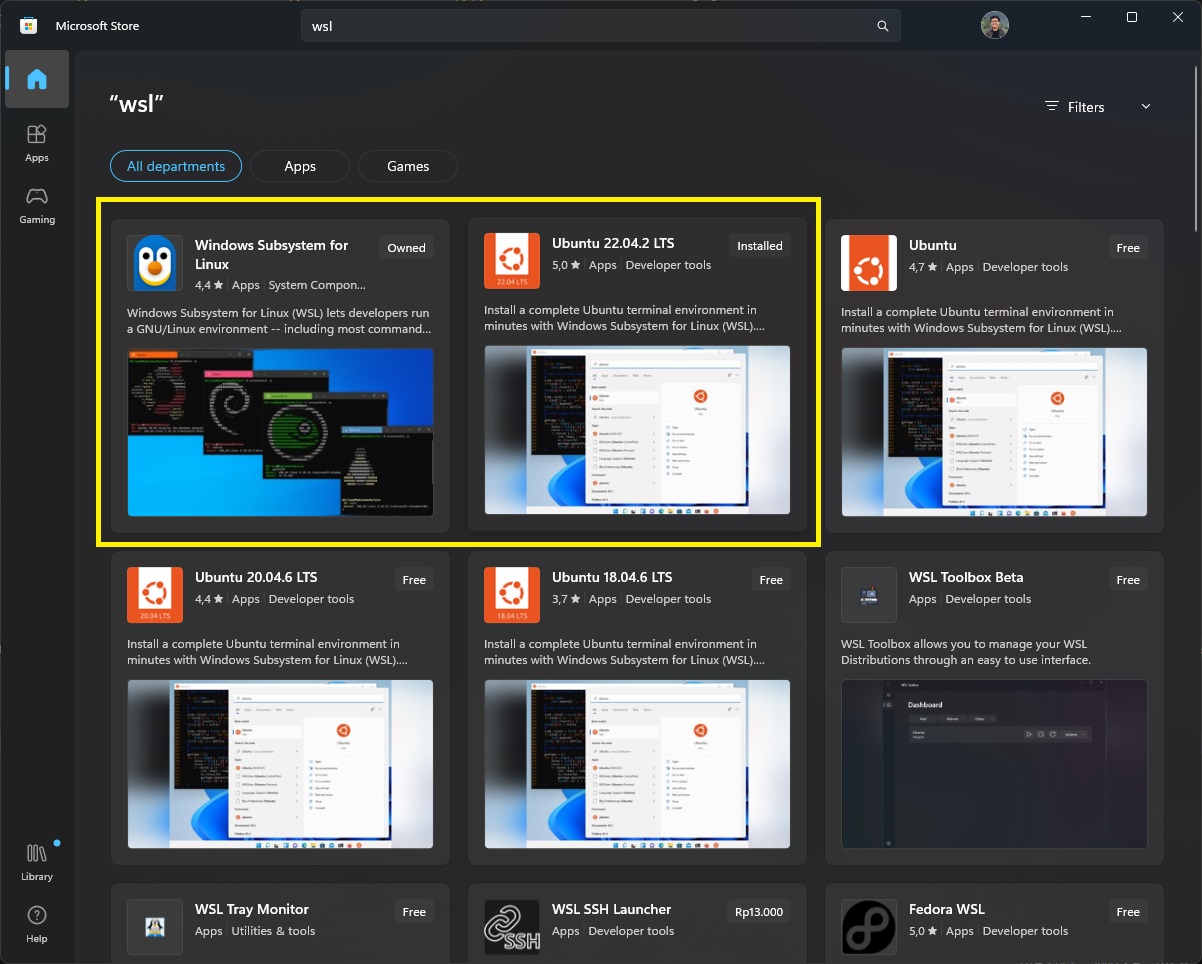 Microsoft Store
wsl
“wsl”
Filters
All departments
Apps
Games
Apps
Gaming
Library
Help
Windows Subsystem for
Linux
Owned
4,4 ★ Apps System Compon...
Windows Subsystem for Linux (WSL) lets developers run
a GNU/Linux environment -- including most command...
22.04 LTS
Ubuntu 22.04.2 LTS
Installed
5,0 ★ Apps Developer tools
Install a complete Ubuntu terminal environment in
minutes with Windows Subsystem for Linux (WSL)....
Ubuntu
Free
4,7 ★ Apps Developer tools
Install a complete Ubuntu terminal environment in
minutes with Windows Subsystem for Linux (WSL)....
20.04 LTS
Ubuntu 20.04.6 LTS
Free
4,4 ★ Apps Developer tools
Install a complete Ubuntu terminal environment in
minutes with Windows Subsystem for Linux (WSL)....
18.04 LTS
Ubuntu 18.04.6 LTS
Free
3,7 ★ Apps Developer tools
Install a complete Ubuntu terminal environment in
minutes with Windows Subsystem for Linux (WSL)....
WSL Toolbox Beta
Free
Apps Developer tools
WSL Toolbox allows you to manage your WSL
Distributions through an easy to use interface.
WSL Toolbox
Dashboard
WSL Tray Monitor
Free
Apps Utilities & tools
SSH
WSL SSH Launcher
Rp13.000
Apps Developer tools
Fedora WSL
Free
5,0 ★ Apps Developer tools